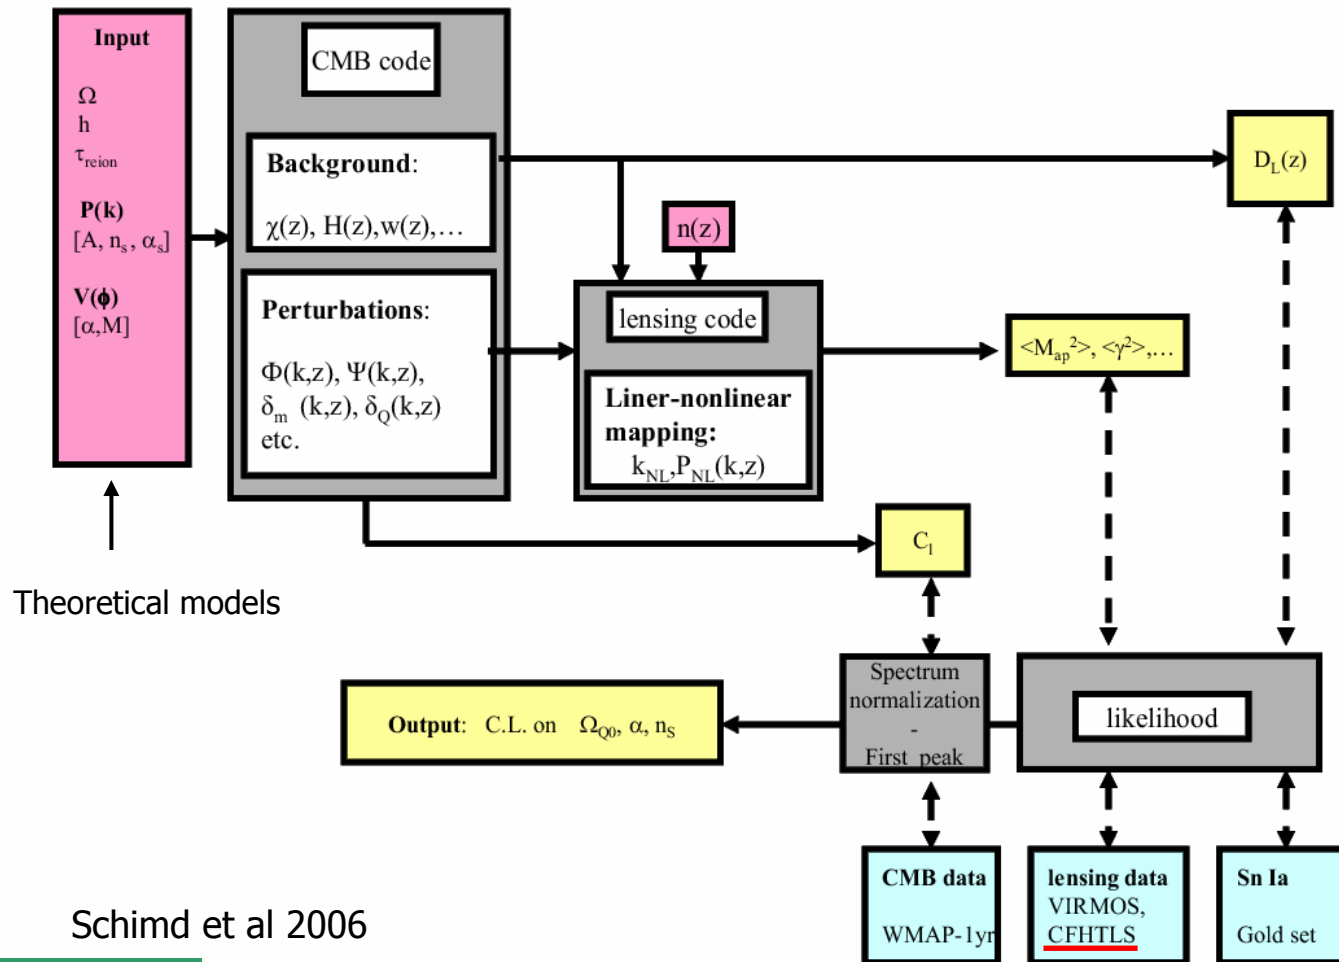 Input
Ω
h
τreion
P(k)
[A, ns, αs]
V(ϕ)
[α,M]
Theoretical models
CMB code
Background:
χ(z), H(z),w(z),…
Perturbations:
Φ(k,z), Ψ(k,z),
δm (k,z), δQ(k,z)
etc.
n(z)
lensing code
Liner-nonlinear
mapping:
kNL,PNL(k,z)
DL(z)
<Map²>, <γ²>,…
Cl
Spectrum
normalization
-
First peak
likelihood
Output: C.L. on ΩQ0, α, nS
CMB data
WMAP-1yr
lensing data
VIRMOS,
CFHTLS
Sn Ia
Gold set
Schimd et al 2006